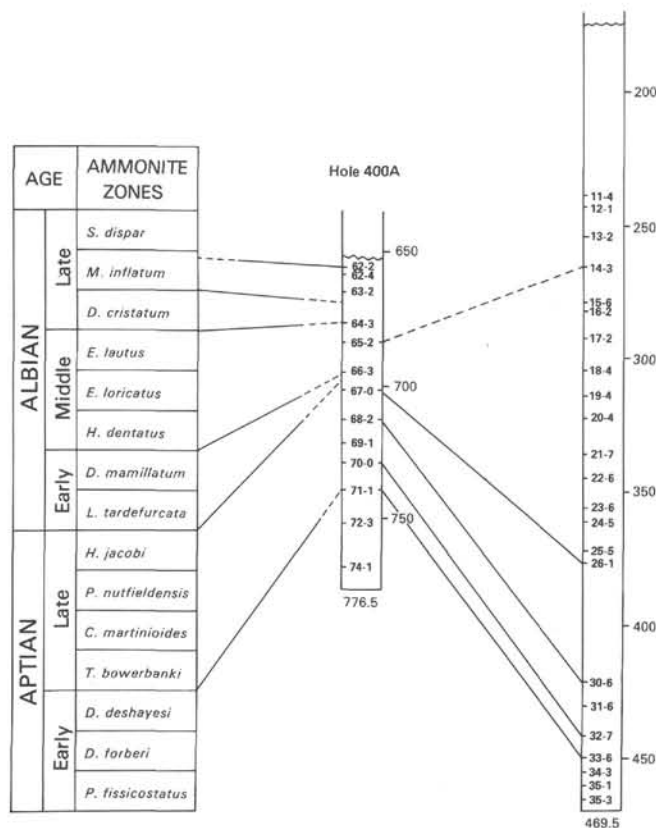 AGE
AMMONITE
ZONES
ALBIAN
Late
S. dispar
M. inflatum
D. cristatum
Middle
E. lautus
E. loricatus
H. dentatus
Early
D. mamillatum
L. tardefurcata
APTIAN
Late
H. jacobi
P. nutfieldensis
C. martinioides
T. bowerbanki
Early
D. deshayesi
D. forberi
P. fissicostatus
Hole 400A
650
62-2
62-4
63-2
64-3
65-2
66-3
700
67-0
68-2
69-1
70-0
71-1
750
72-3
74-1
776.5
200
11-4
12-1
250
13-2
14-3
15-6
16-2
17-2
300
18-4
19-4
20-4
21-7
22-6
350
23-6
24-5
25-5
26-1
400
30-6
31-6
32-7
33-6
450
34-3
35-1
35-3
469.5